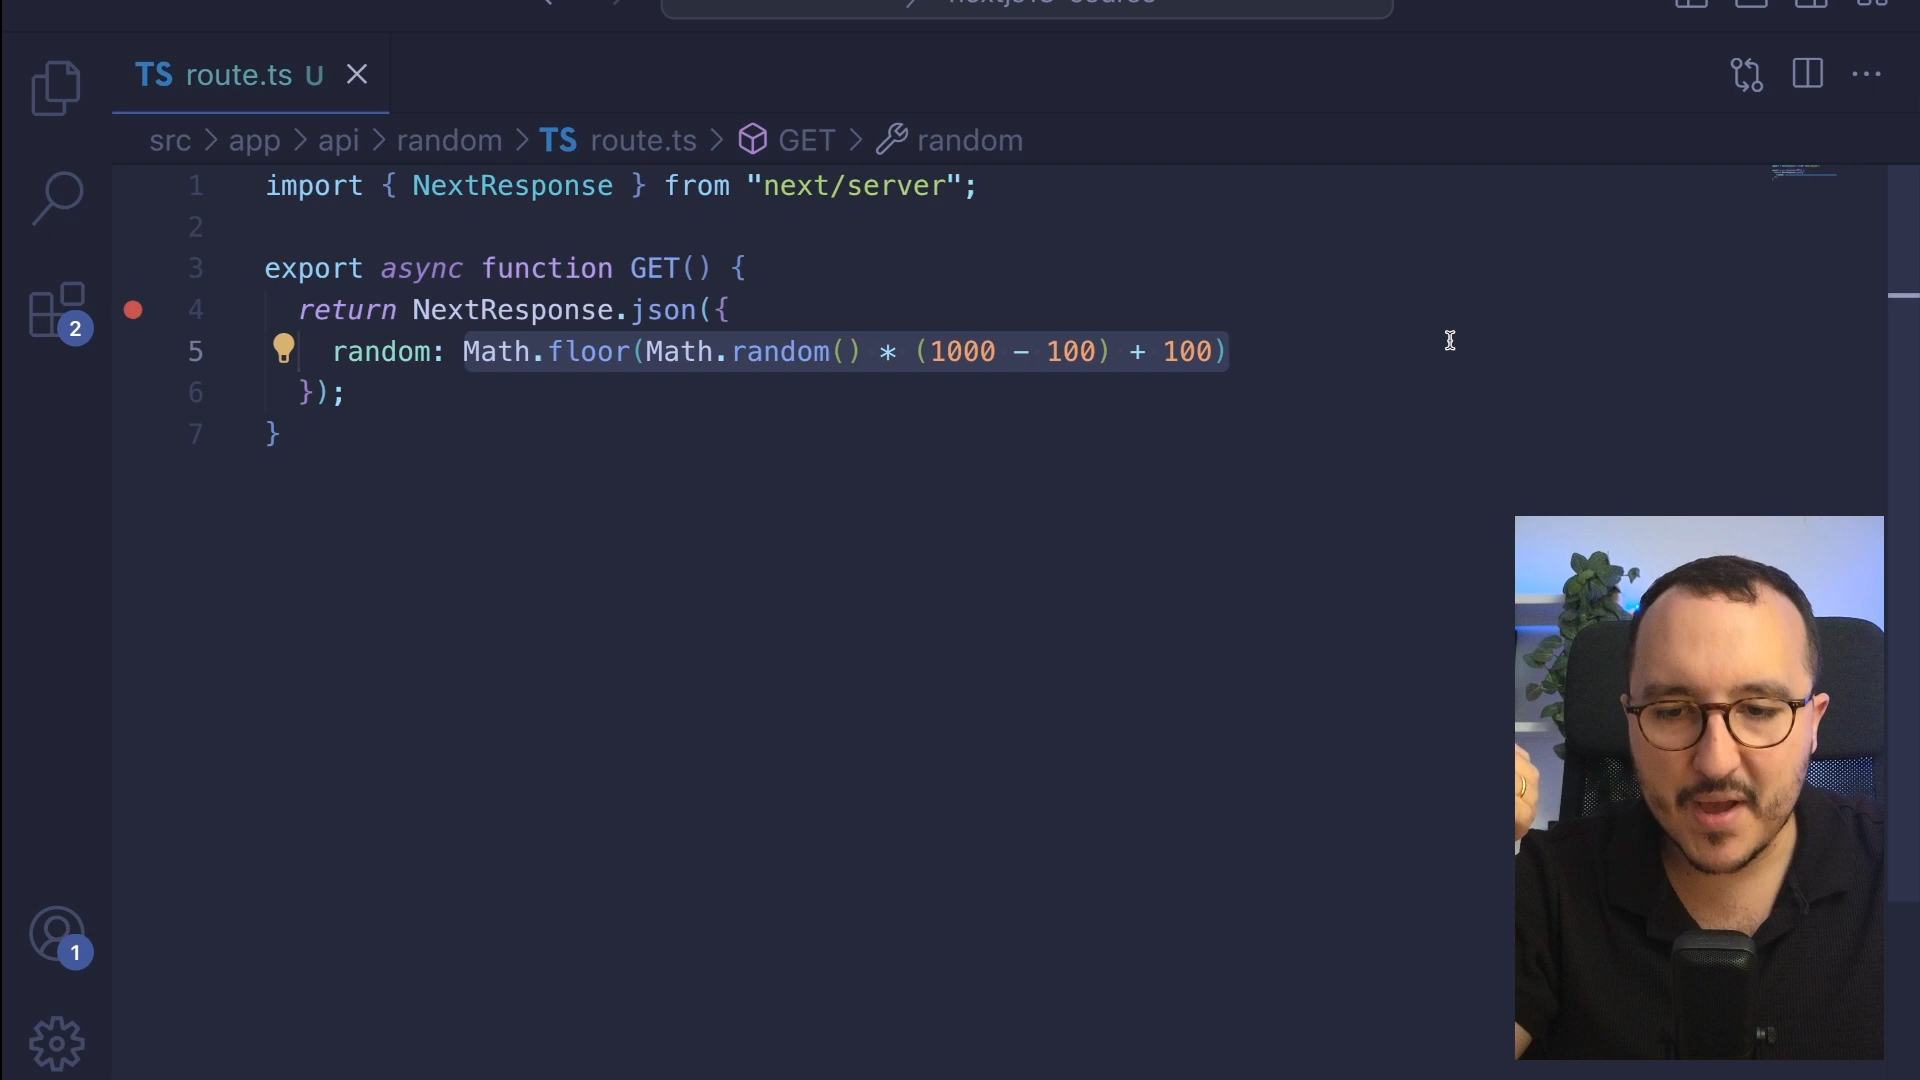 TS route.ts U
src > app > api > random > TS route.ts > GET > random
1 import { NextResponse } from "next/server";
2
3 export async function GET() {
4 return NextResponse.json({
5 random: Math.floor(Math.random() * (1000 - 100) + 100)
6 });
7 }
2
1